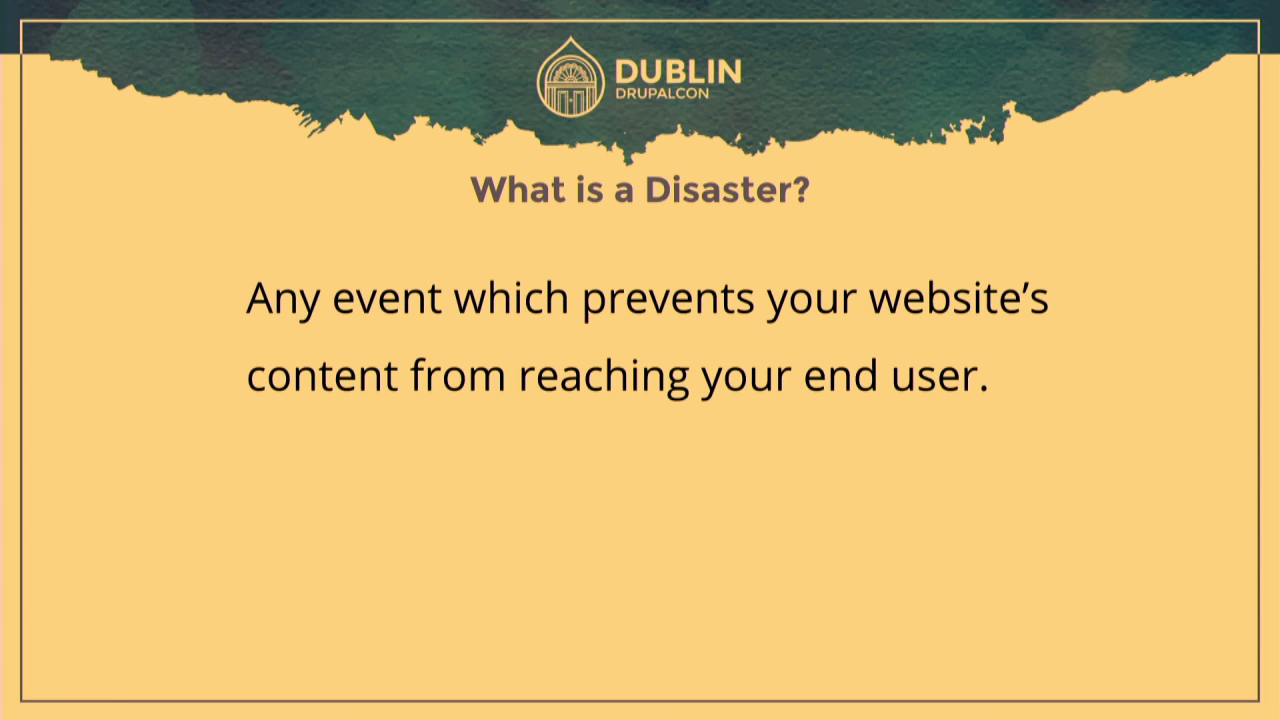 DUBLIN
DRUPALCON
What is a Disaster?
Any event which prevents your website’s
content from reaching your end user.